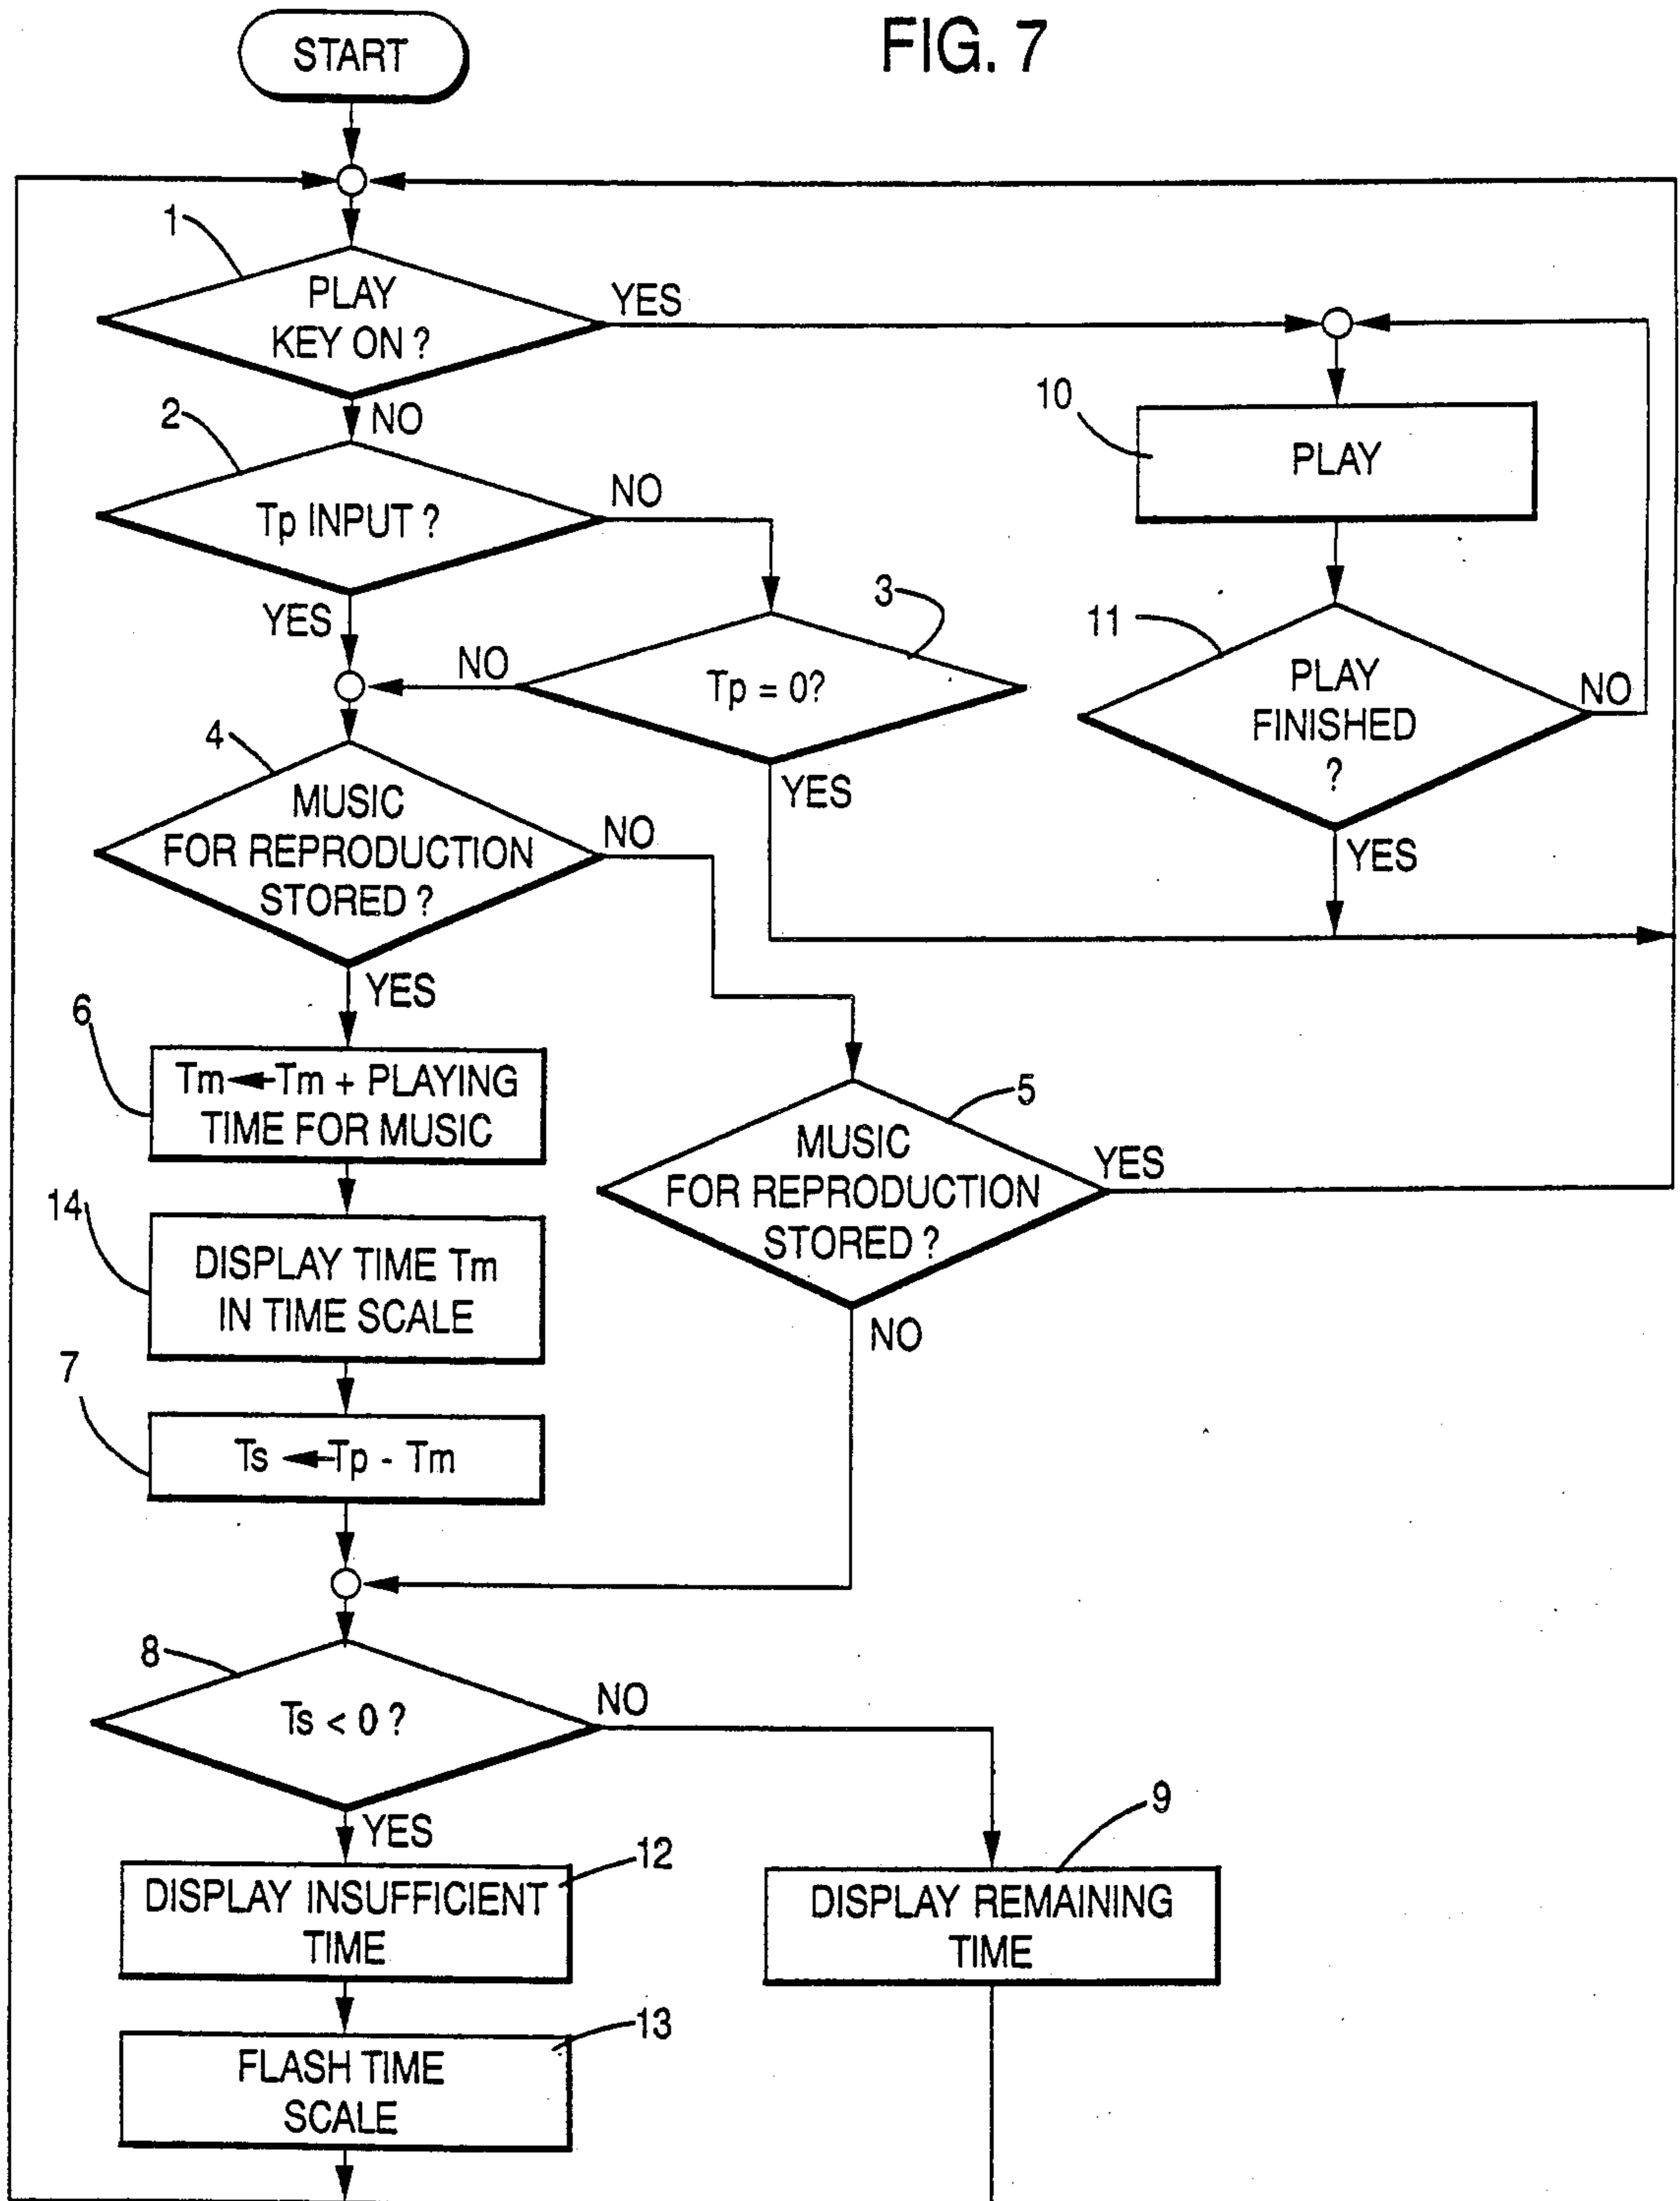 FIG. 7
START
1
PLAY
KEY ON ?
YES
NO
2
Tp INPUT ?
NO
YES
3
Tp = 0?
NO
YES
10
PLAY
11
PLAY
FINISHED
?
NO
YES
4
MUSIC
FOR REPRODUCTION
STORED ?
NO
YES
6
Tm ← Tm + PLAYING
TIME FOR MUSIC
5
MUSIC
FOR REPRODUCTION
STORED ?
YES
NO
14
DISPLAY TIME Tm
IN TIME SCALE
7
Ts ← Tp - Tm
8
Ts < 0 ?
NO
YES
12
DISPLAY INSUFFICIENT
TIME
9
DISPLAY REMAINING
TIME
13
FLASH TIME
SCALE